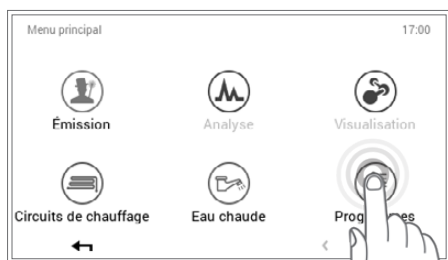 Menu principal 17:00
Émission Analyse Visualisation
Circuits de chauffage Eau chaude